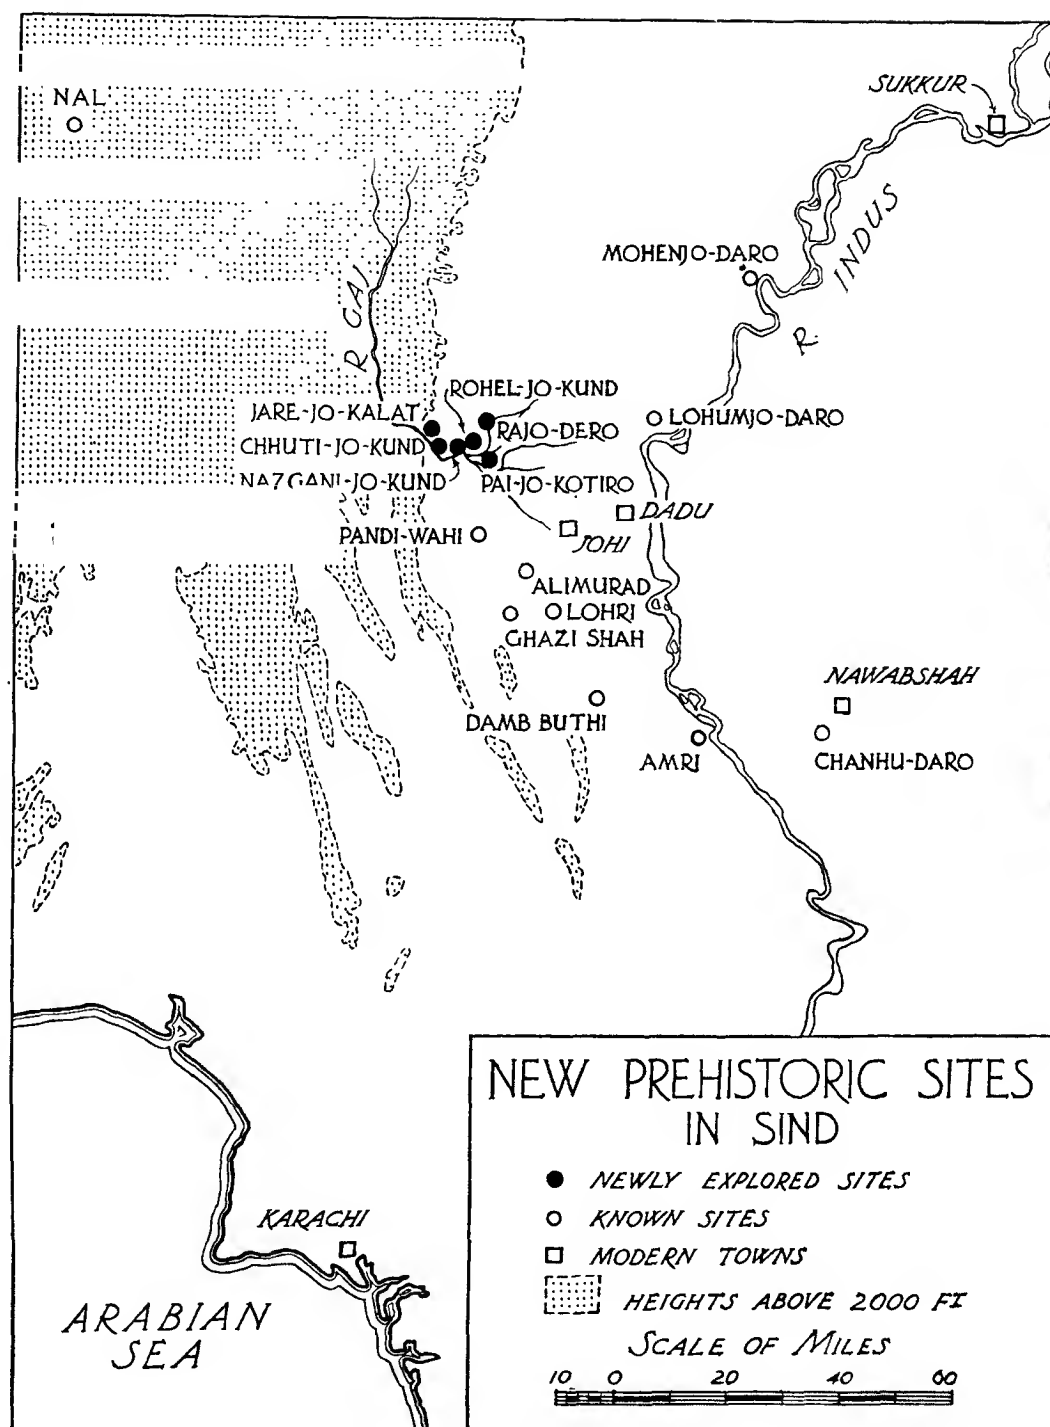 NAL
SUKKUR
MOHENJO-DARO
R. INDUS
R GAJ
ROHEL-JO-KUND
JARE-JO-KALAT
LOHUMJO-DARO
RAJO-DERO
CHHUTI-JO-KUND
NAZGANI-JO-KUND
PAI-JO-KOTIRO
DADU
PANDI-WAHI
JOHI
ALIMURAD
LOHRI
GHAZI SHAH
NAWABSHAH
DAMB BUTHI
AMRI
CHANHU-DARO
NEW PREHISTORIC SITES
IN SIND
NEWLY EXPLORED SITES
KNOWN SITES
MODERN TOWNS
HEIGHTS ABOVE 2000 FT
SCALE OF MILES
10 0 20 40 60
KARACHI
ARABIAN
SEA